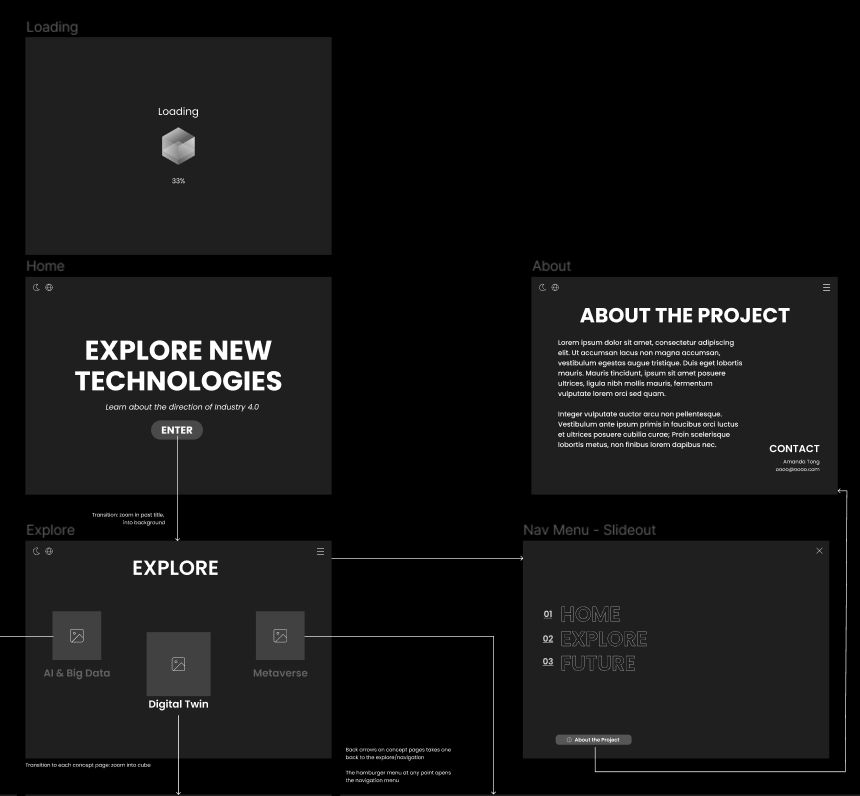 Loading
Loading
33%
Home
EXPLORE NEW
TECHNOLOGIES
Learn about the direction of Industry 4.0
ENTER
Transition: zoom in past title,
into background
About
ABOUT THE PROJECT
Lorem ipsum dolor sit amet, consectetur adipiscing
elit. Ut accumsan lacus non magna accumsan,
vestibulum egestas augue tristique. Duis eget lobortis
mauris. Mauris tincidunt, ipsum sit amet posuere
ultrices, ligula nibh mollis mauris, fermentum
vulputate lorem orci sed quam.
Integer vulputate auctor arcu non pellentesque.
Vestibulum ante ipsum primis in faucibus orci luctus
et ultrices posuere cubilia curae; Proin scelerisque
lobortis metus, non finibus lorem dapibus nec.
CONTACT
Amanda Tong
oooo@oooo.com
Explore
EXPLORE
AI & Big Data
Digital Twin
Metaverse
Transition to each concept page: zoom into cube
Back arrows on concept pages takes one
back to the explore/navigation
The hamburger menu at any point opens
the navigation menu
Nav Menu - Slideout
01 HOME
02 EXPLORE
03 FUTURE
About the Project